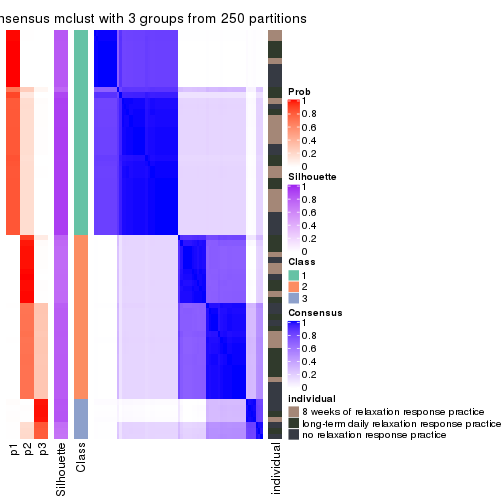 nsensus mclust with 3 groups from 250 partitions
Prob
1
0.8
0.6
0.4
0.2
0
Silhouette
1
0.8
0.6
0.4
0.2
0
Class
1
2
3
Consensus
1
0.8
0.6
0.4
0.2
0
individual
8 weeks of relaxation response practice
long-term daily relaxation response practice
no relaxation response practice
p1
p2
p3
Silhouette
Class
individual